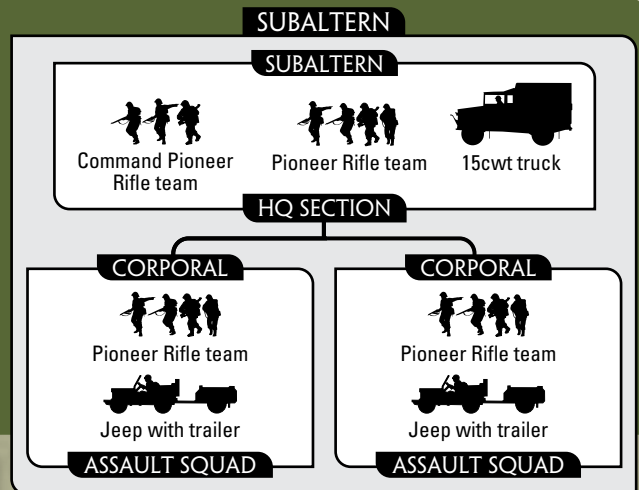 SUBALTERN
SUBALTERN
Command Pioneer
Rifle team
Pioneer Rifle team
15cwt truck
HQ SECTION
CORPORAL
Pioneer Rifle team
Jeep with trailer
ASSAULT SQUAD
CORPORAL
Pioneer Rifle team
Jeep with trailer
ASSAULT SQUAD